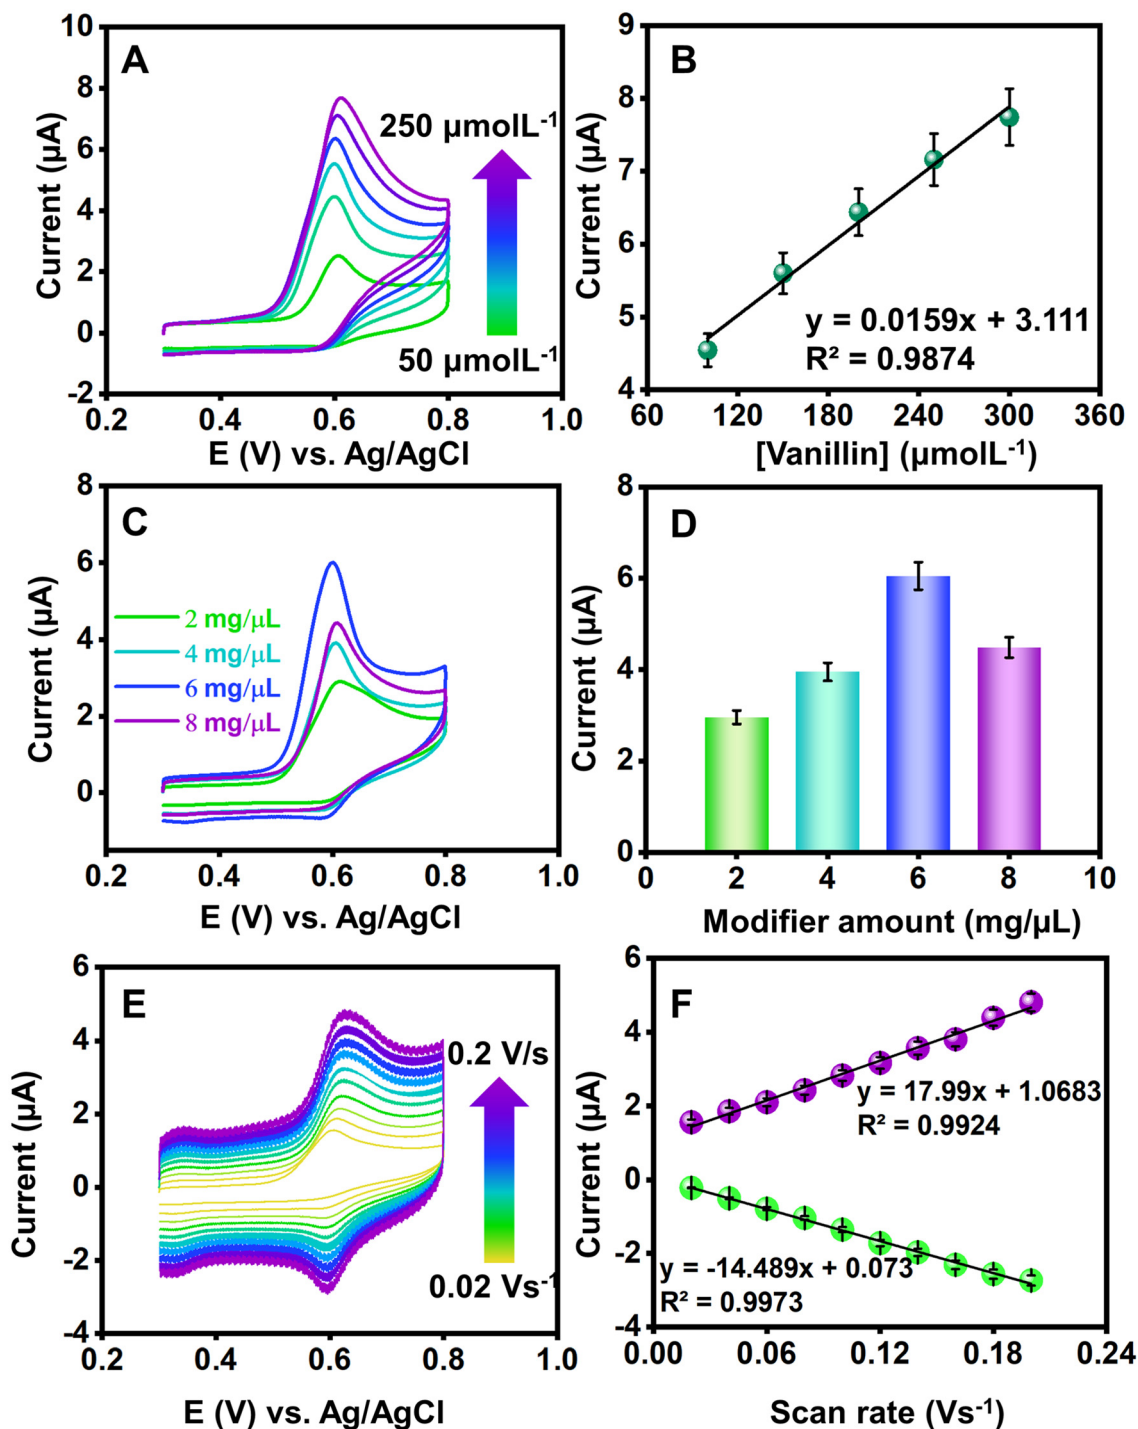 A
10
8
6
4
2
0
-2
Current (µA)
250 µmolL-1
50 µmolL-1
0.2 0.4 0.6 0.8 1.0
E (V) vs. Ag/AgCl
B
9
8
7
6
5
4
Current (µA)
y = 0.0159x + 3.111
R² = 0.9874
60 120 180 240 300 360
[Vanillin] (µmolL-1)
C
8
6
4
2
0
Current (µA)
2 mg/µL
4 mg/µL
6 mg/µL
8 mg/µL
0.2 0.4 0.6 0.8 1.0
E (V) vs. Ag/AgCl
D
8
6
4
2
0
Current (µA)
0 2 4 6 8 10
Modifier amount (mg/µL)
E
6
4
2
0
-2
-4
Current (µA)
0.2 V/s
0.02 Vs-1
0.2 0.4 0.6 0.8 1.0
E (V) vs. Ag/AgCl
F
6
4
2
0
-2
-4
Current (µA)
y = 17.99x + 1.0683
R² = 0.9924
y = -14.489x + 0.073
R² = 0.9973
0.00 0.06 0.12 0.18 0.24
Scan rate (Vs-1)